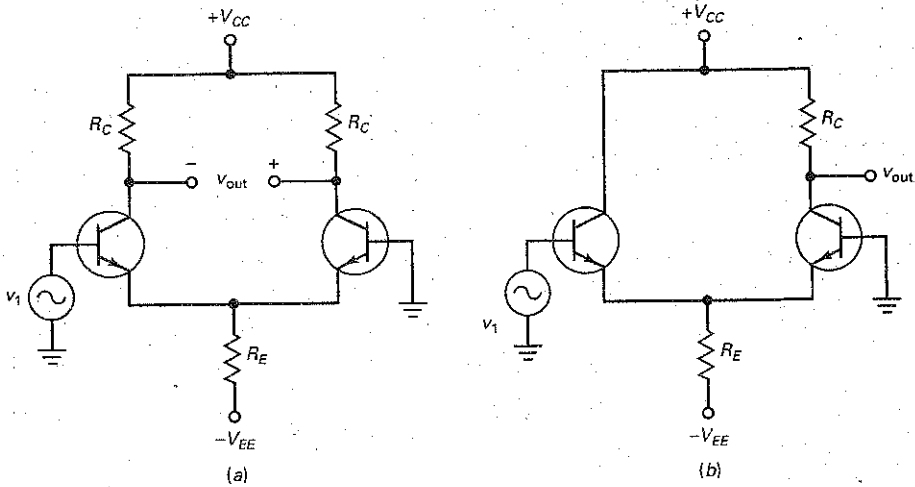 +V_CC
R_C
R_C
− v_out +
v_1
R_E
−V_EE
(a)
+V_CC
R_C
v_out
v_1
R_E
−V_EE
(b)